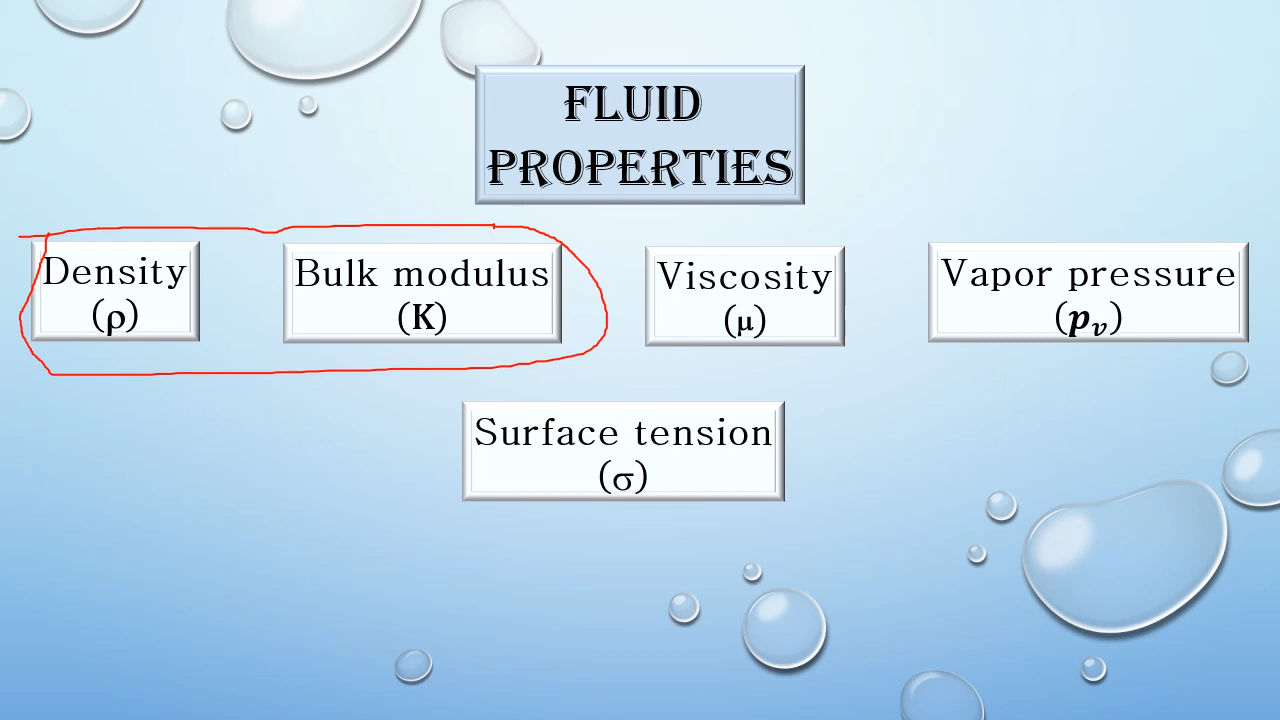 FLUID
PROPERTIES
Density
(ρ)
Bulk modulus
(K)
Viscosity
(μ)
Vapor pressure
(pᵥ)
Surface tension
(σ)